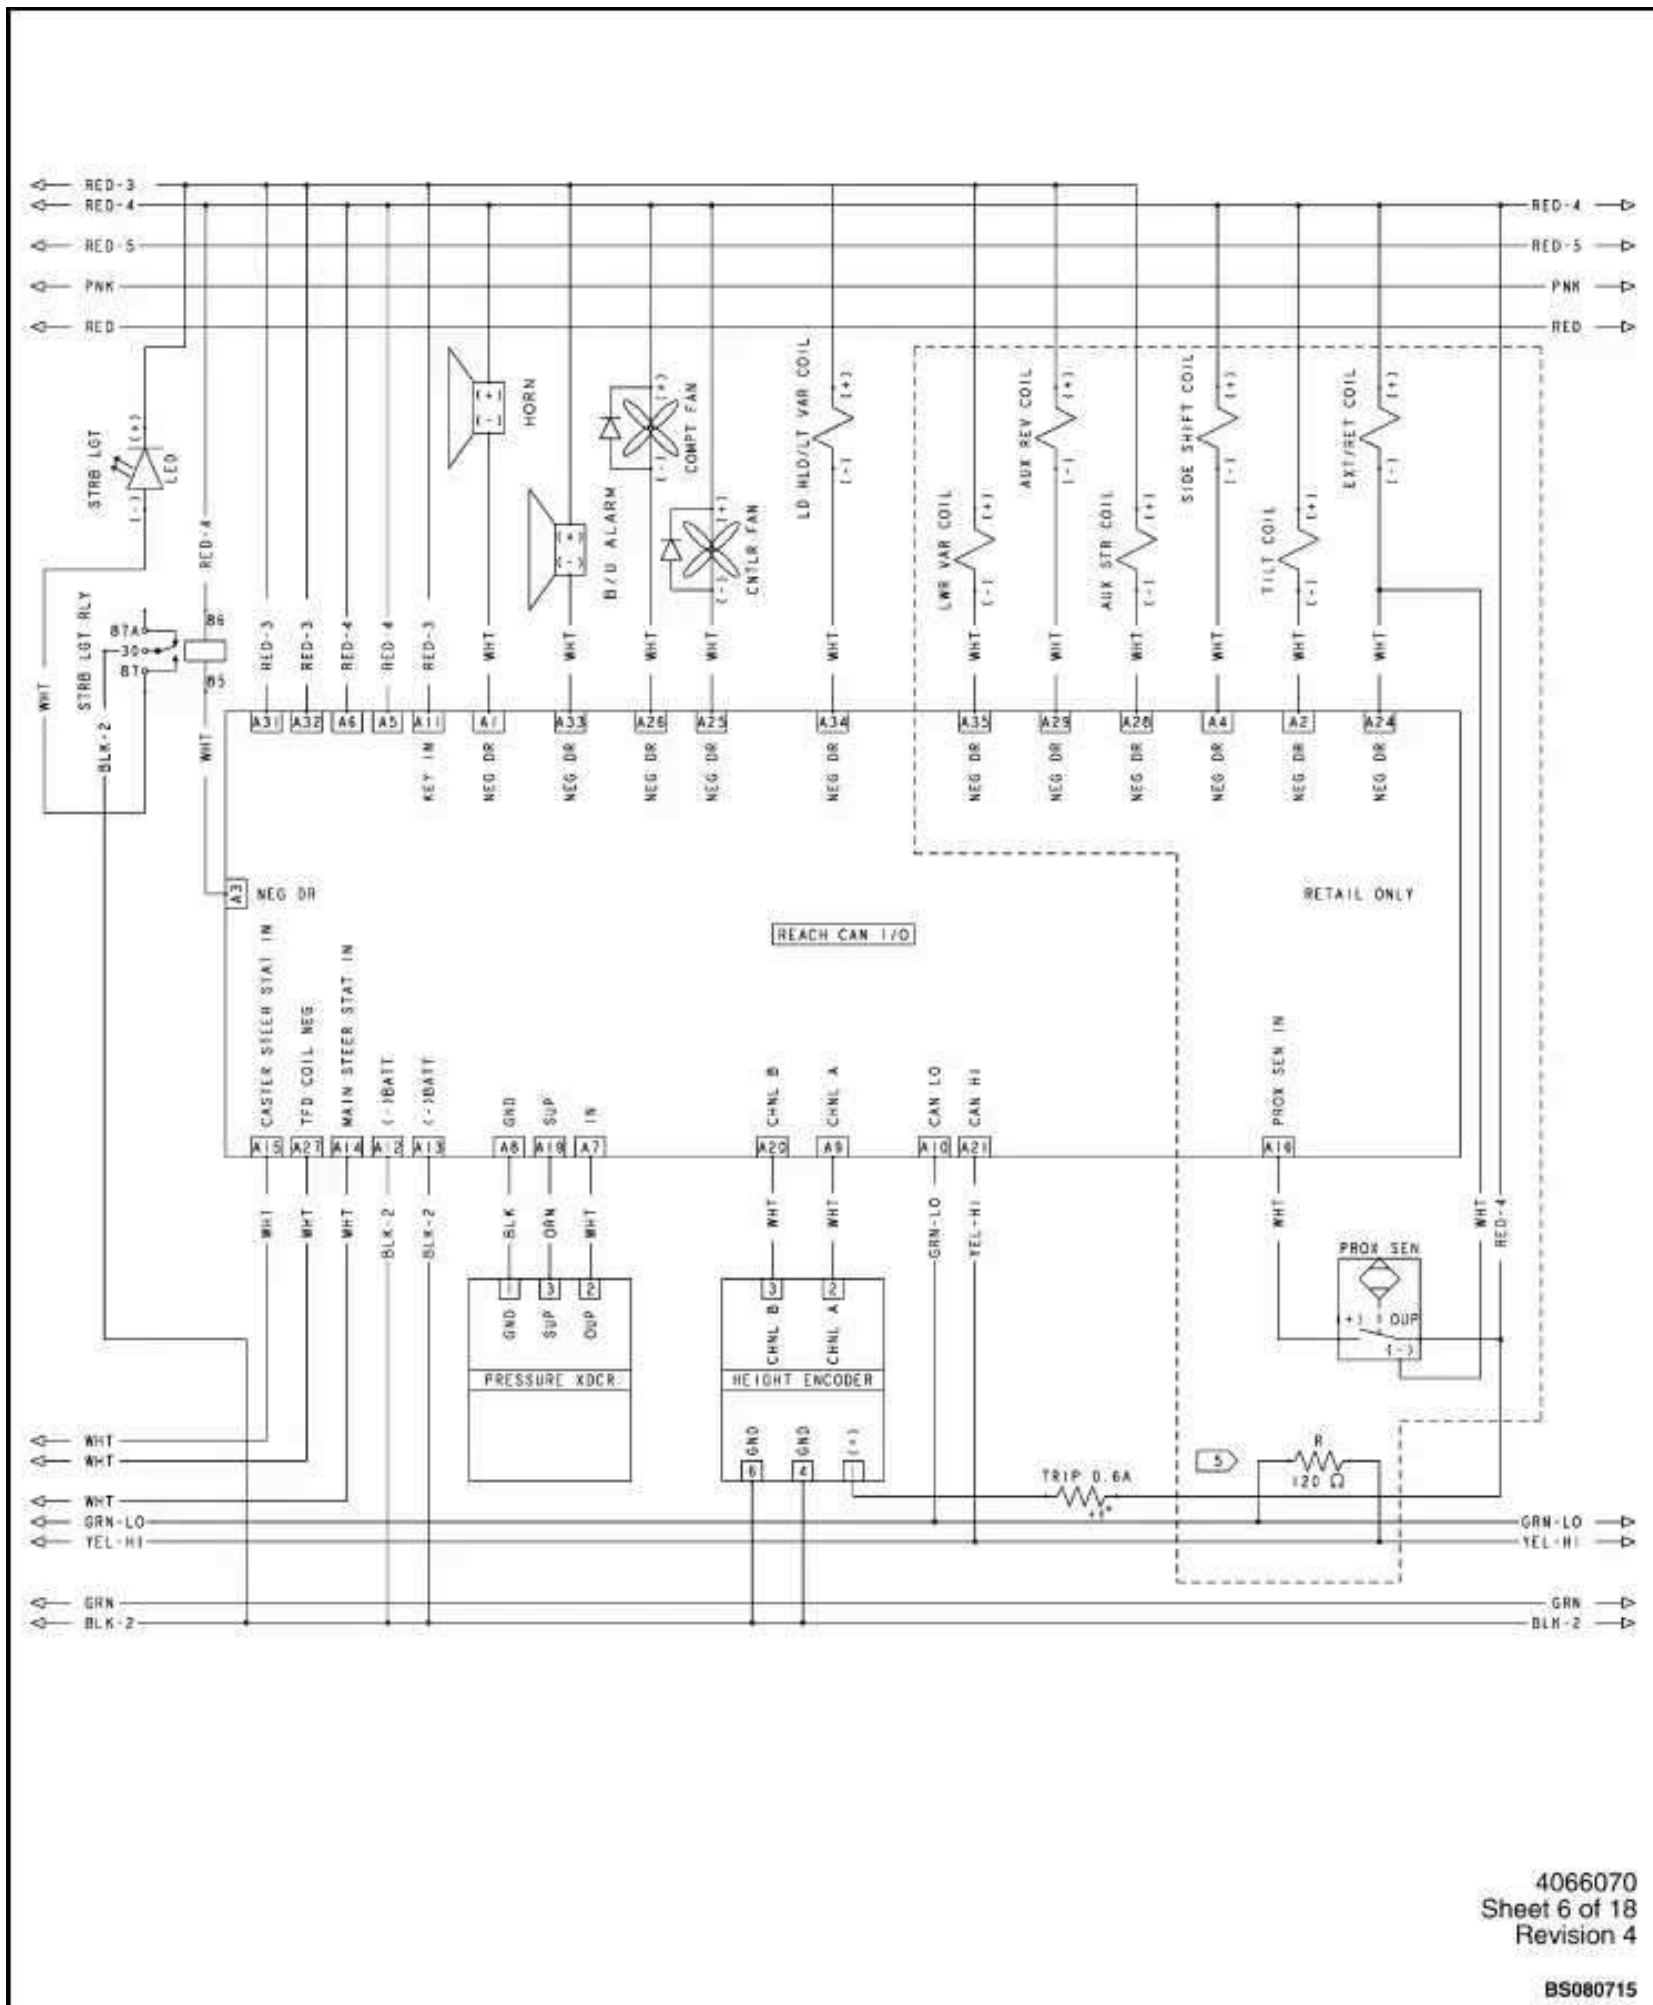 RED-3
RED-4
RED-4
RED-5
RED-5
PNK
PNK
RED
RED
STRB LGT
(+)
(-)
LED
HORN
(+)
(-)
B/U ALARM
(+)
(-)
COMPT FAN
(+)
(-)
CNTLR FAN
(+)
(-)
LD HLD/LT VAR COIL
(+)
(-)
LWR VAR COIL
(+)
(-)
AUX REV COIL
(+)
(-)
AUX STR COIL
(+)
(-)
SIDE SHIFT COIL
(+)
(-)
TILT COIL
(+)
(-)
EXT/RET COIL
(+)
(-)
STRB LGT RLY
87A
30
87
86
85
RED-4
WHT
BLK-2
WHT
RED-3
RED-3
RED-4
RED-4
RED-3
WHT
WHT
WHT
WHT
WHT
WHT
WHT
WHT
WHT
WHT
WHT
A31
A32
A6
A5
A11
A1
A33
A26
A25
A34
A35
A29
A28
A4
A2
A24
KEY IN
NEG DR
NEG DR
NEG DR
NEG DR
NEG DR
NEG DR
NEG DR
NEG DR
NEG DR
NEG DR
NEG DR
A3
NEG DR
RETAIL ONLY
REACH CAN I/O
CASTER STEER STAT IN
TFD COIL NEG
MAIN STEER STAT IN
(-)BATT
(-)BATT
GND
SUP
IN
CHNL B
CHNL A
CAN LO
CAN HI
PROX SEN IN
A15
A27
A14
A12
A13
A8
A19
A7
A20
A9
A10
A21
A16
WHT
WHT
WHT
BLK-2
BLK-2
BLK
ORN
WHT
WHT
WHT
GRN-LO
YEL-HI
WHT
WHT
RED-4
PROX SEN
(+)
OUP
(-)
1
3
2
GND
SUP
OUP
PRESSURE XDCR
3
2
CHNL B
CHNL A
HEIGHT ENCODER
GND
GND
(+)
6
4
1
TRIP 0.6A
5
R
120 Ω
WHT
WHT
WHT
GRN-LO
GRN-LO
YEL-HI
YEL-HI
GRN
GRN
BLK-2
BLK-2
4066070
Sheet 6 of 18
Revision 4
BS080715